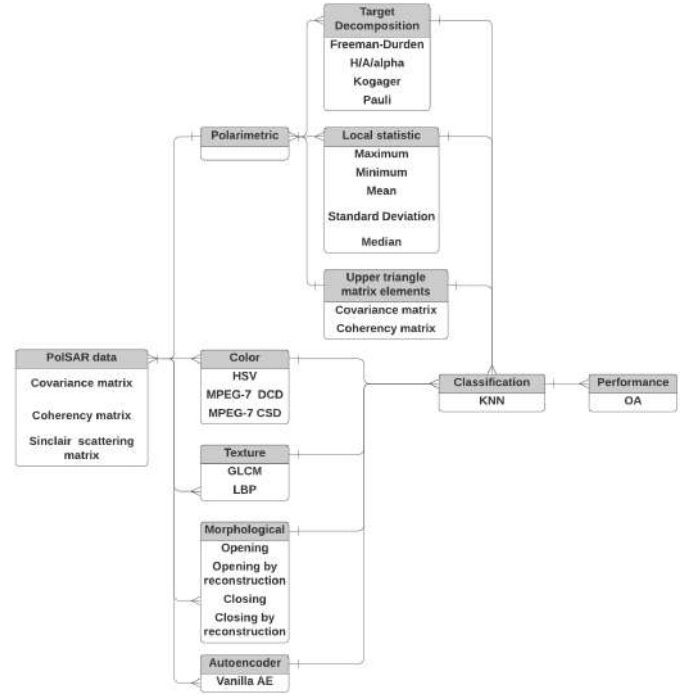 Target
Decomposition
Freeman-Durden
H/A/alpha
Kogager
Pauli
Polarimetric
Local statistic
Maximum
Minimum
Mean
Standard Deviation
Median
Upper triangle
matrix elements
Covariance matrix
Coherency matrix
PolSAR data
Covariance matrix
Coherency matrix
Sinclair scattering
matrix
Color
HSV
MPEG-7 DCD
MPEG-7 CSD
Texture
GLCM
LBP
Morphological
Opening
Opening by
reconstruction
Closing
Closing by
reconstruction
Autoencoder
Vanilla AE
Classification
KNN
Performance
OA